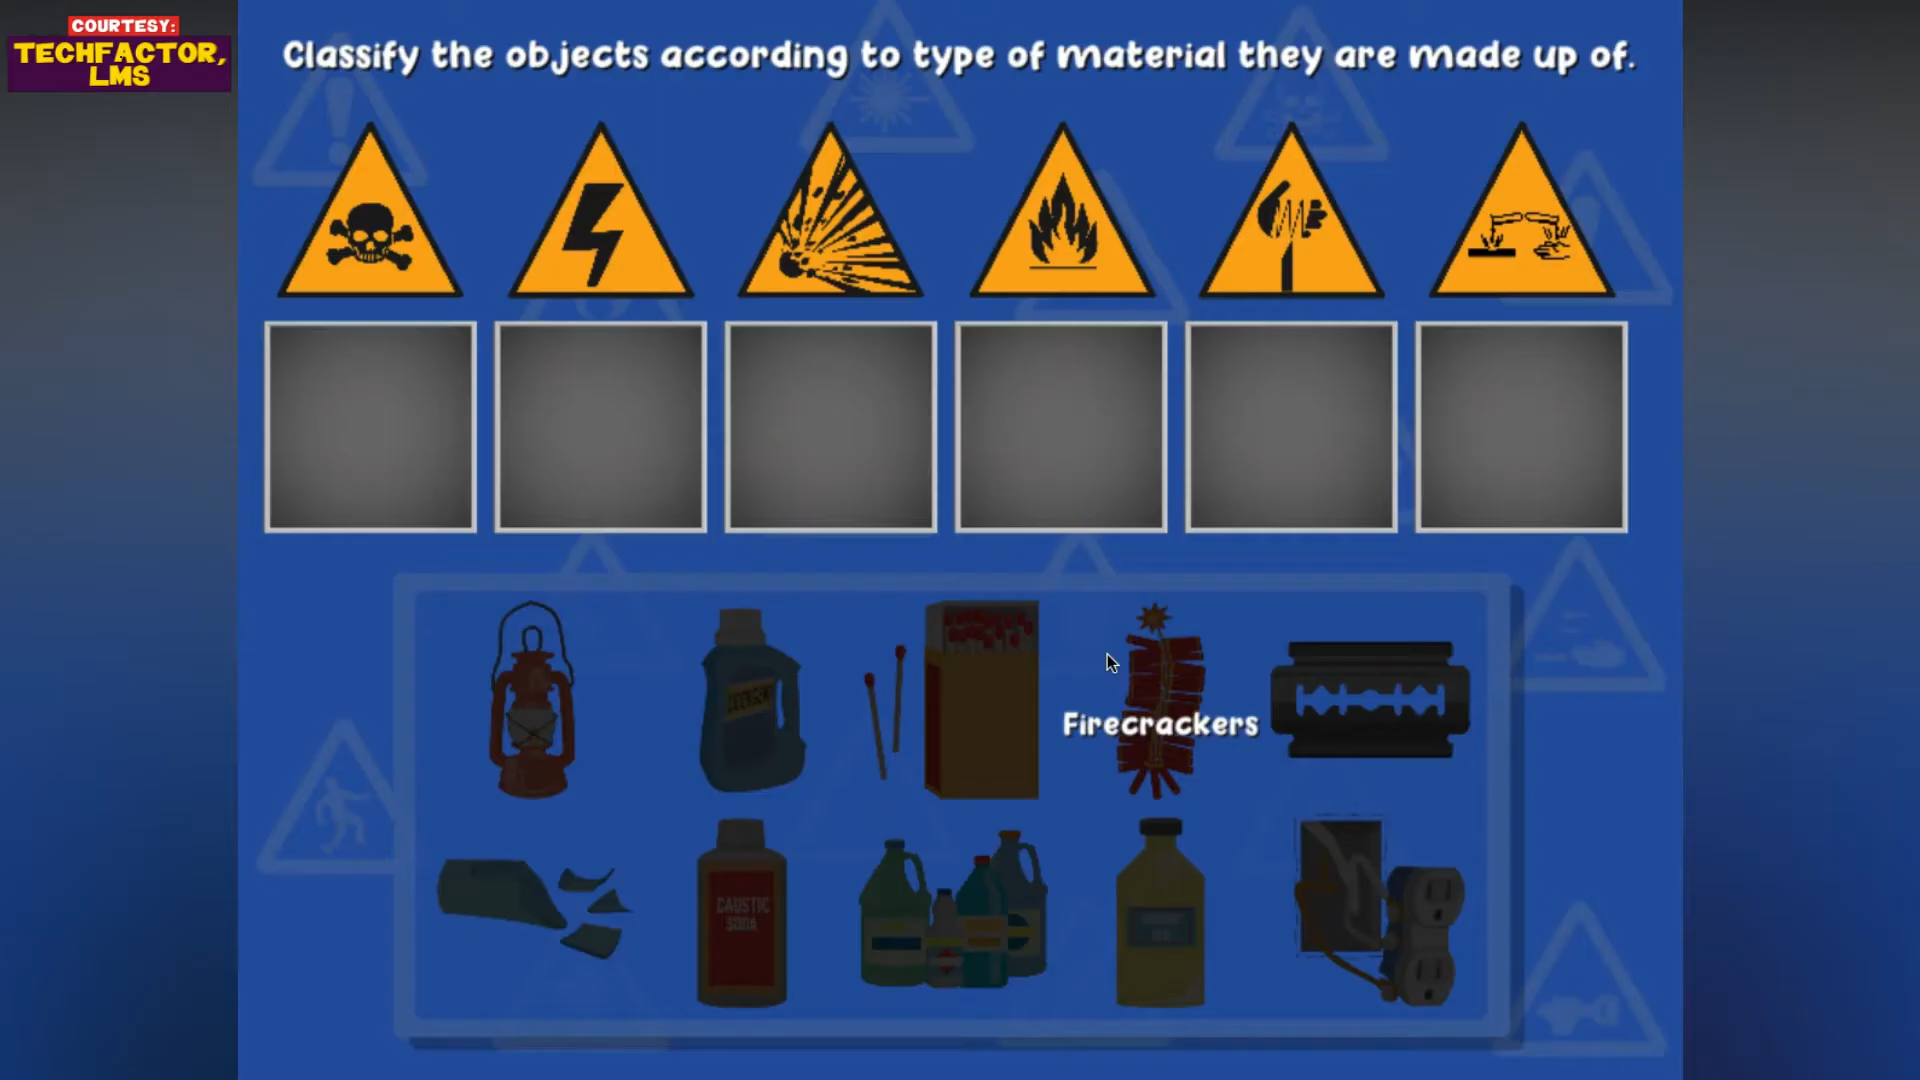 COURTESY:
TECHFACTOR,
LMS
Classify the objects according to type of material they are made up of.
Firecrackers
CAUSTIC
SODA